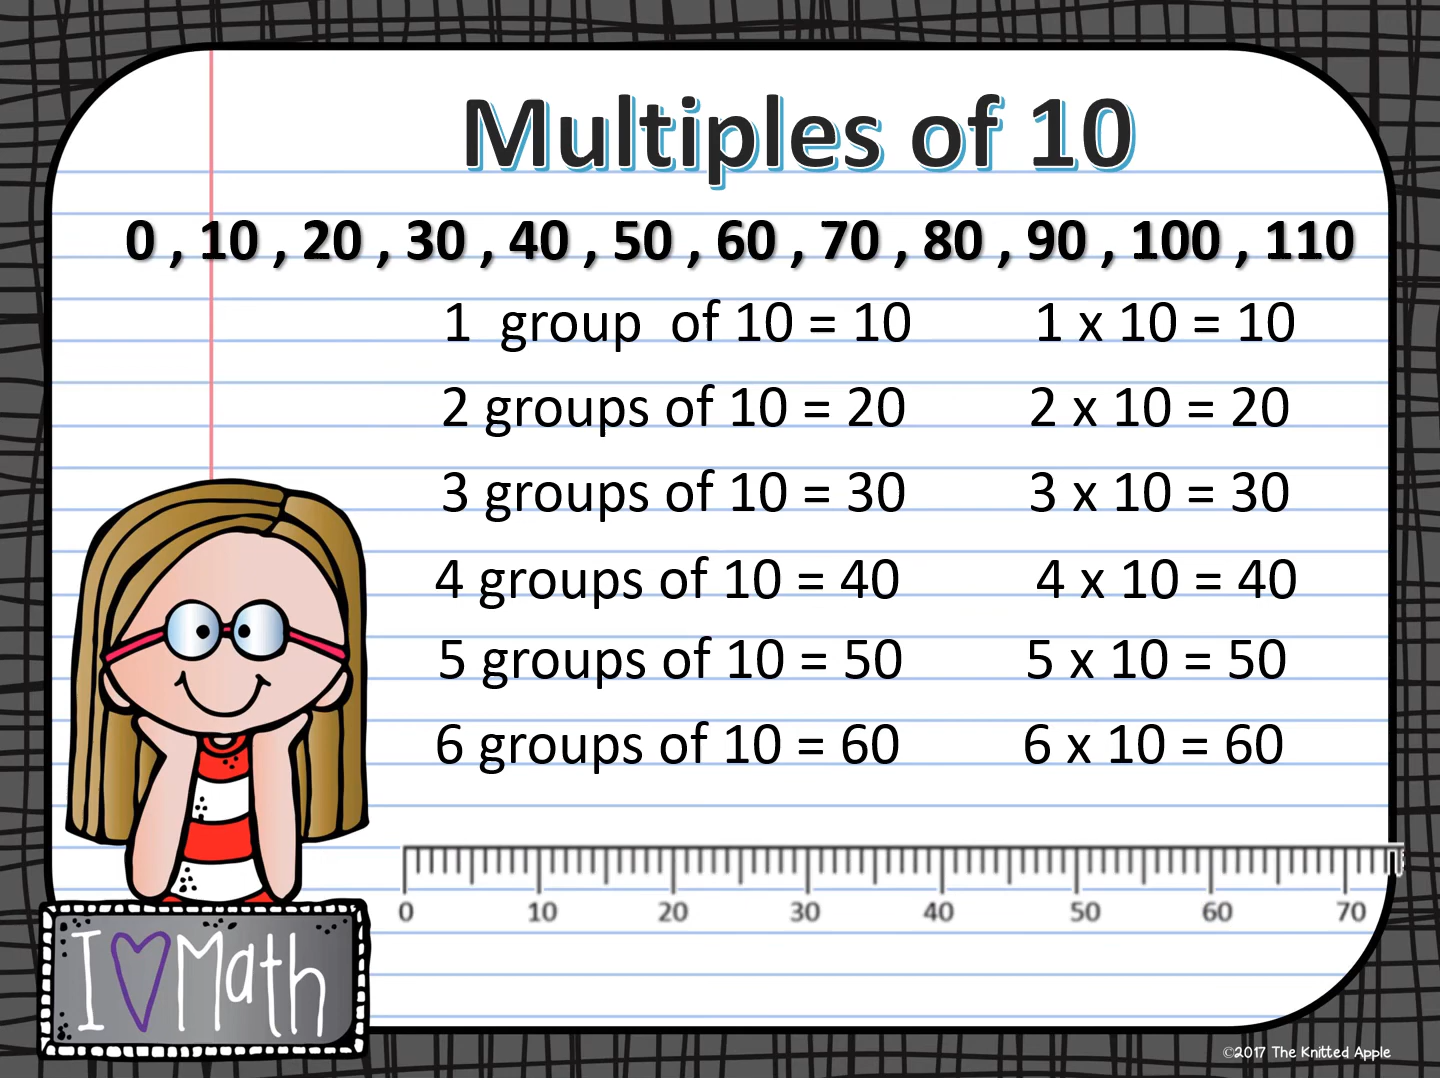 Multiples of 10
0 , 10 , 20 , 30 , 40 , 50 , 60 , 70 , 80 , 90 , 100 , 110
1 group of 10 = 10 1 x 10 = 10
2 groups of 10 = 20 2 x 10 = 20
3 groups of 10 = 30 3 x 10 = 30
4 groups of 10 = 40 4 x 10 = 40
5 groups of 10 = 50 5 x 10 = 50
6 groups of 10 = 60 6 x 10 = 60
0 10 20 30 40 50 60 70
I ♡ Math
©2017 The Knitted Apple